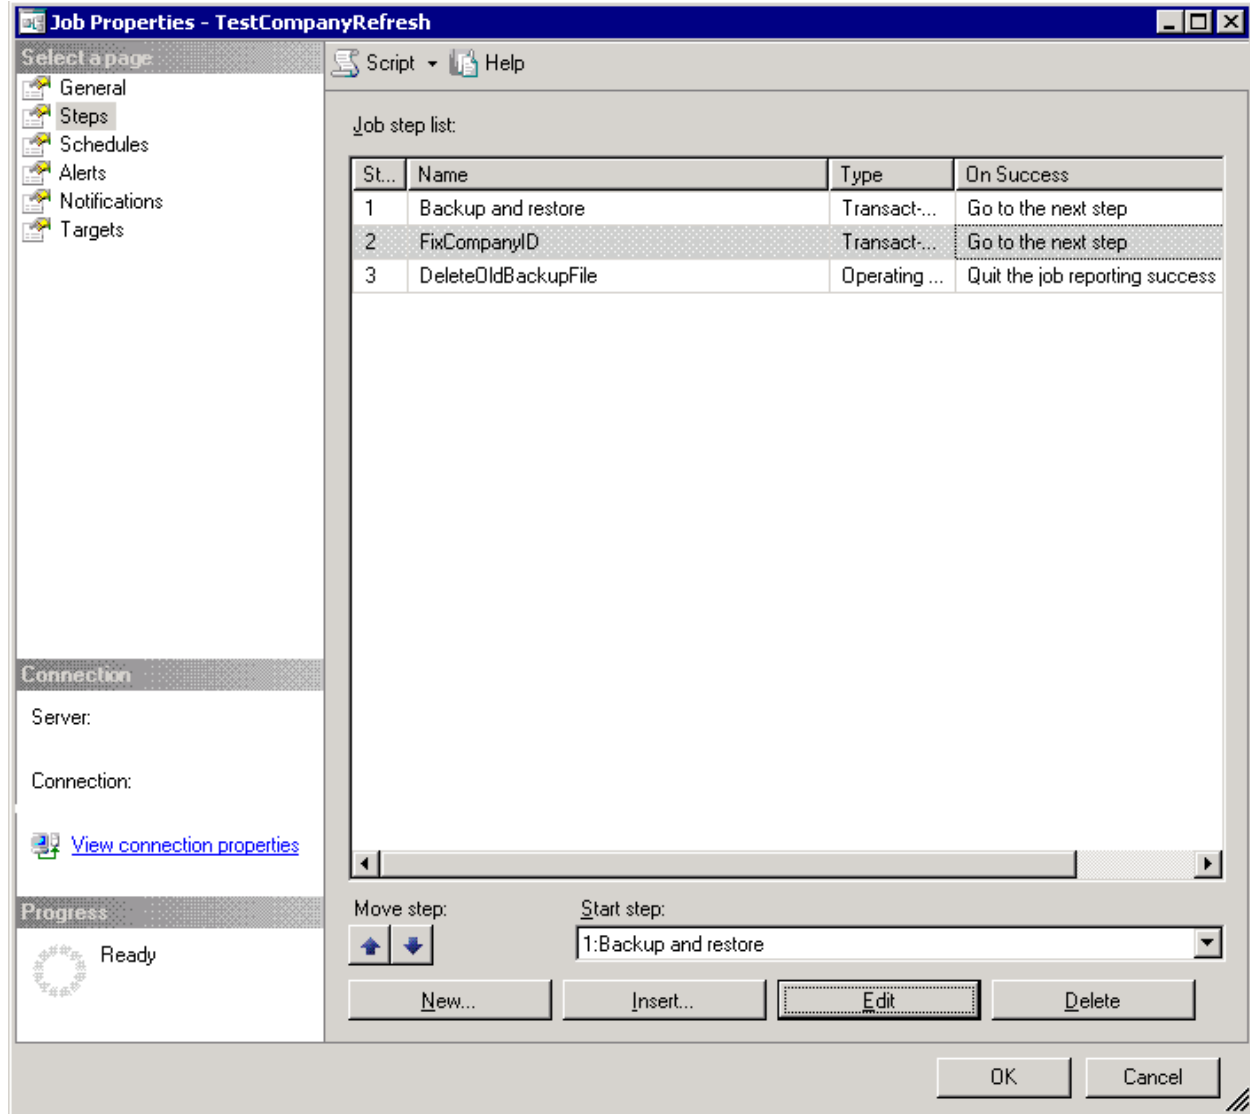 Job Properties - TestCompanyRefresh
Select a page
General
Steps
Schedules
Alerts
Notifications
Targets
Connection
Server:
Connection:
View connection properties
Progress
Ready
Script Help
Job step list:
St... Name Type On Success
1 Backup and restore Transact-... Go to the next step
2 FixCompanyID Transact-... Go to the next step
3 DeleteOldBackupFile Operating ... Quit the job reporting success
Move step: Start step:
1:Backup and restore
New... Insert... Edit Delete
OK Cancel